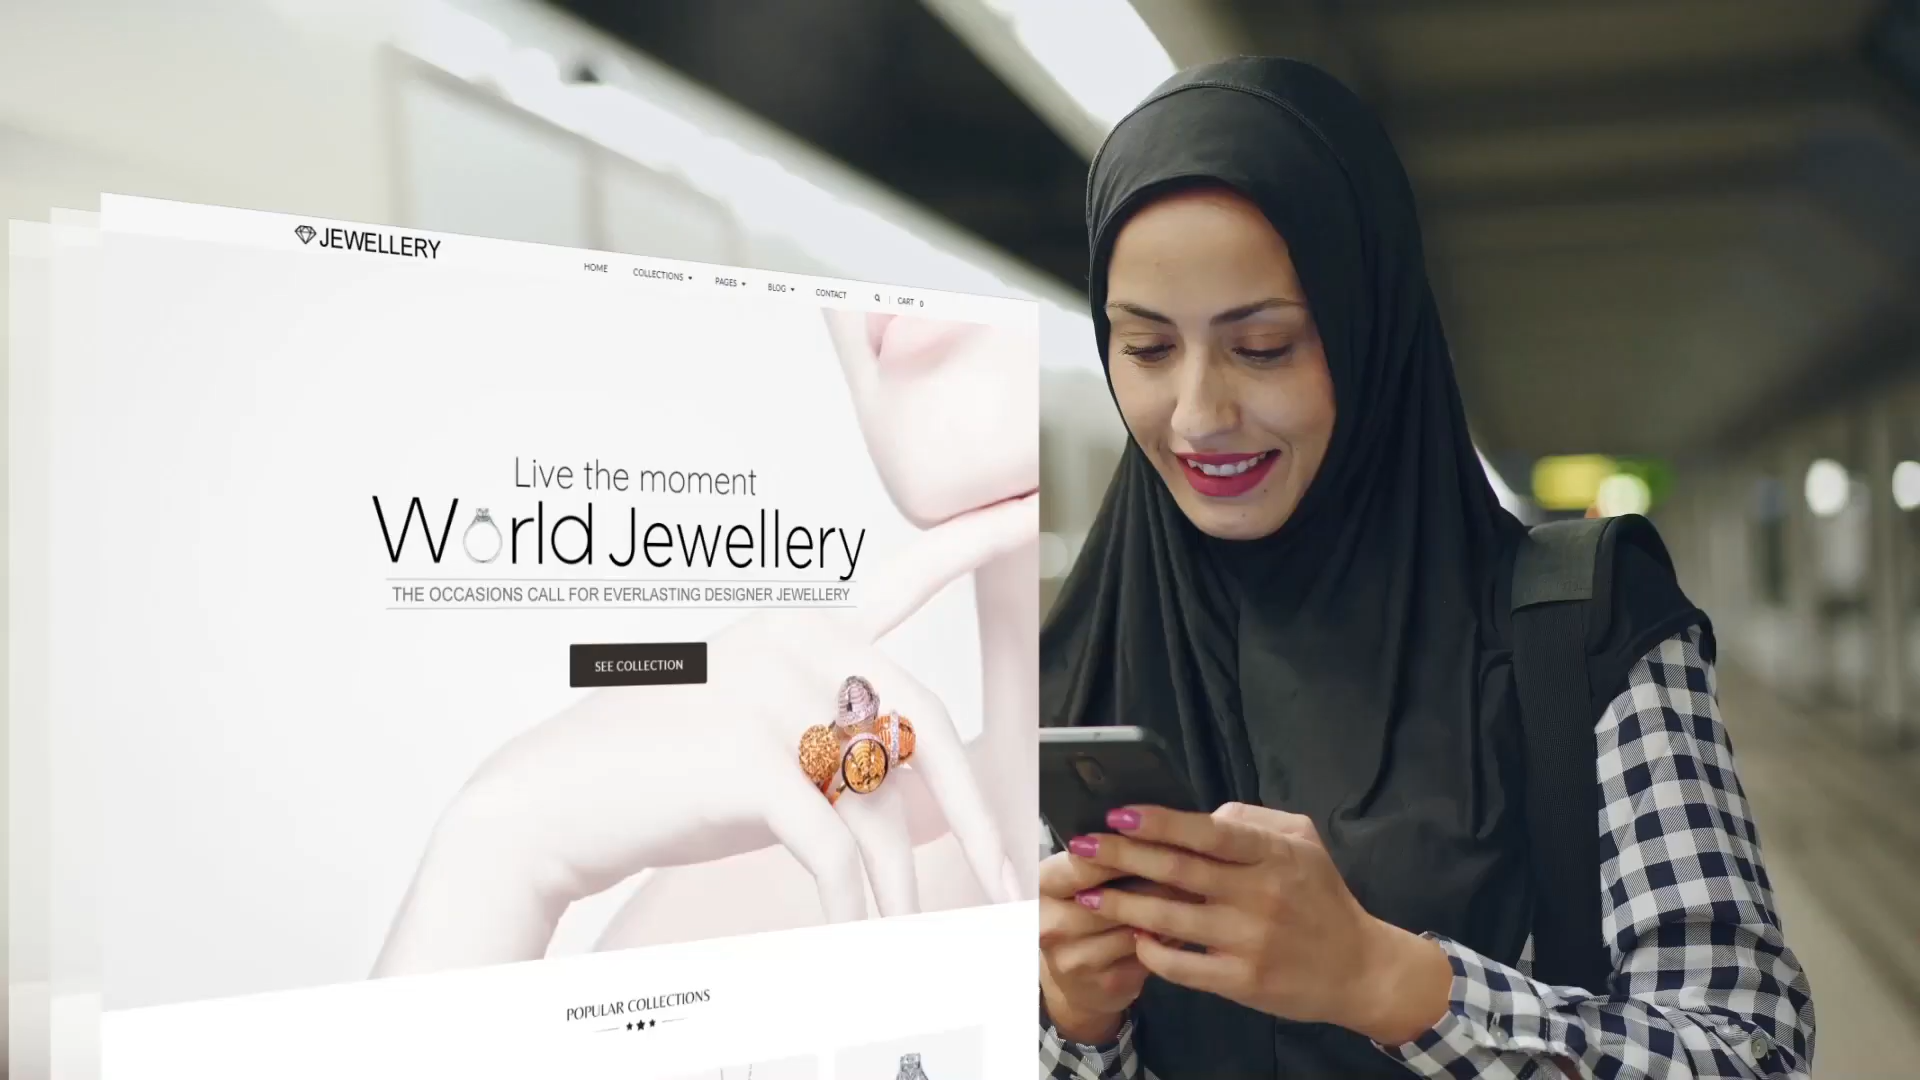 JEWELLERY
HOME COLLECTIONS PAGES BLOG CONTACT CART 0
Live the moment
World Jewellery
THE OCCASIONS CALL FOR EVERLASTING DESIGNER JEWELLERY
SEE COLLECTION
POPULAR COLLECTIONS